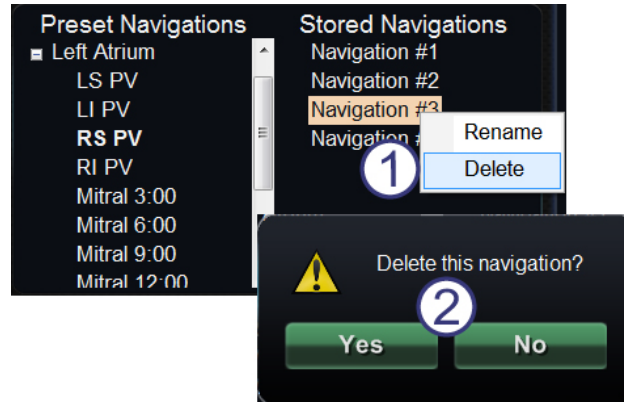 Preset Navigations
Left Atrium
LS PV
LI PV
RS PV
RI PV
Mitral 3:00
Mitral 6:00
Mitral 9:00
Mitral 12:00
Stored Navigations
Navigation #1
Navigation #2
Navigation #3
Navigation #
Rename
Delete
1
Delete this navigation?
2
Yes No